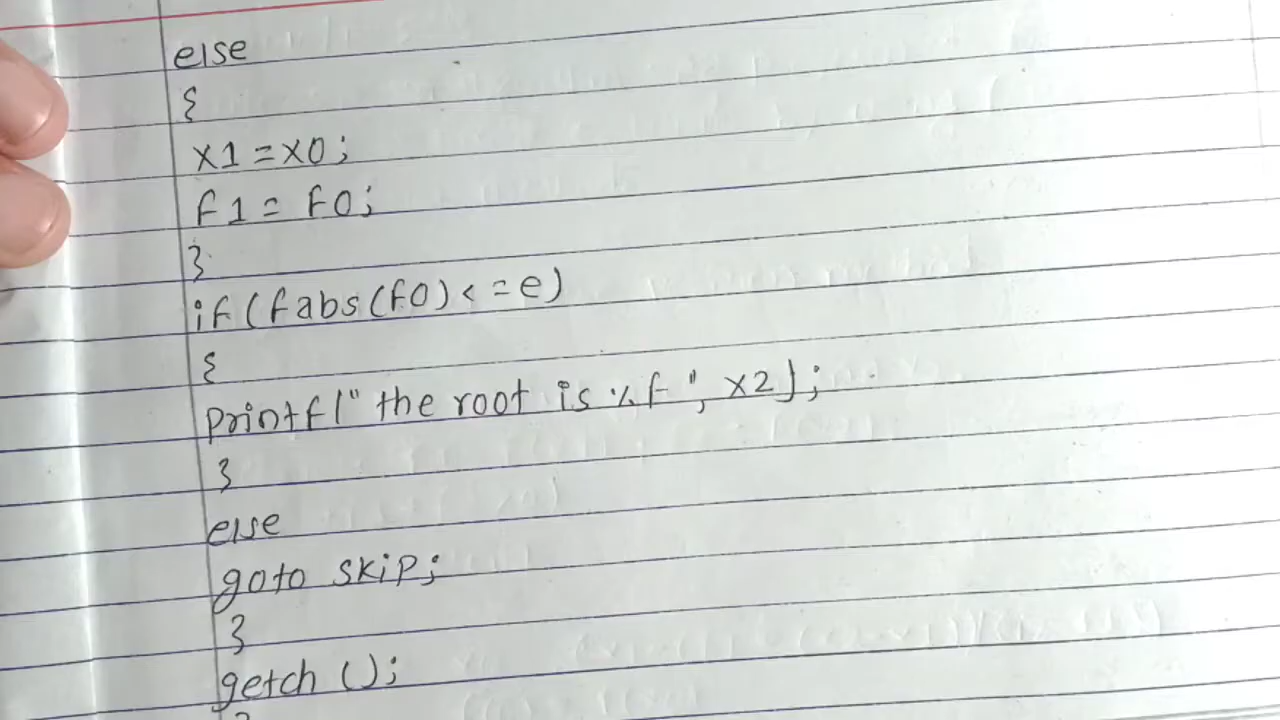 else
{
x1=x0;
f1=f0;
}
if(fabs(f0)<=e)
{
printf("the root is %f", x2);
}
else
goto skip;
}
getch();
}